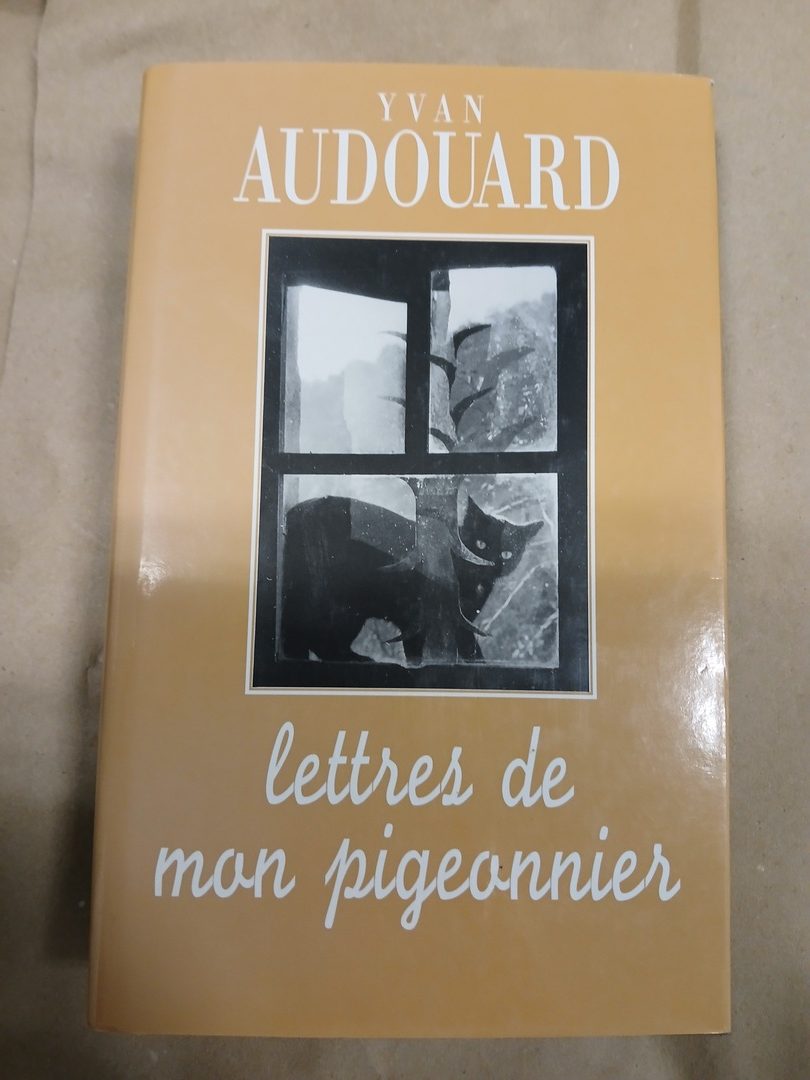 YVAN
AUDOUARD
lettres de
mon pigeonnier